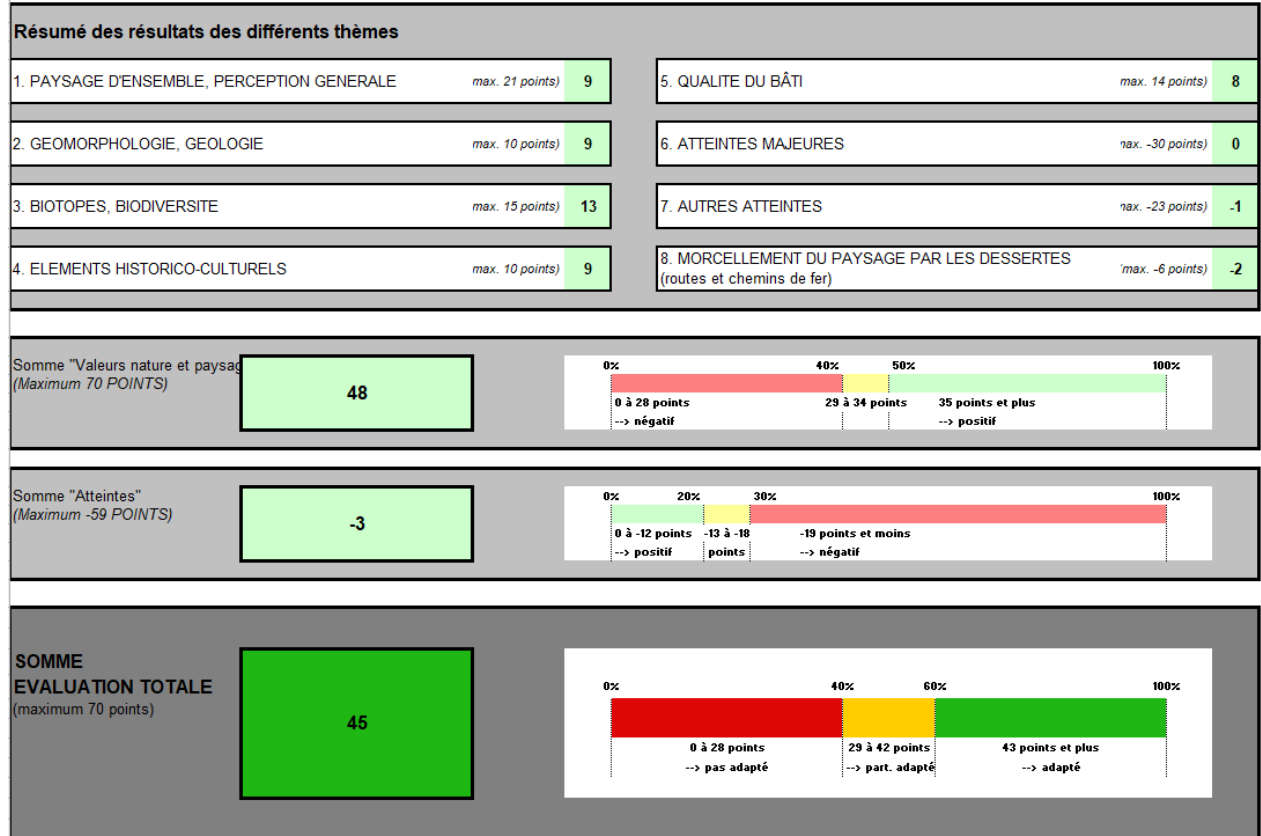 Résumé des résultats des différents thèmes
1. PAYSAGE D'ENSEMBLE, PERCEPTION GENERALE max. 21 points) 9
5. QUALITE DU BÂTI max. 14 points) 8
2. GEOMORPHOLOGIE, GEOLOGIE max. 10 points) 9
6. ATTEINTES MAJEURES max. -30 points) 0
3. BIOTOPES, BIODIVERSITE max. 15 points) 13
7. AUTRES ATTEINTES max. -23 points) -1
4. ELEMENTS HISTORICO-CULTURELS max. 10 points) 9
8. MORCELLEMENT DU PAYSAGE PAR LES DESSERTES
(routes et chemins de fer) max. -6 points) -2
Somme "Valeurs nature et paysag
(Maximum 70 POINTS)
48
0% 40% 50% 100%
0 à 28 points 29 à 34 points 35 points et plus
--> négatif --> positif
Somme "Atteintes"
(Maximum -59 POINTS)
-3
0% 20% 30% 100%
0 à -12 points -13 à -18 -19 points et moins
--> positif points --> négatif
SOMME
EVALUATION TOTALE
(maximum 70 points)
45
0% 40% 60% 100%
0 à 28 points 29 à 42 points 43 points et plus
--> pas adapté --> part. adapté --> adapté